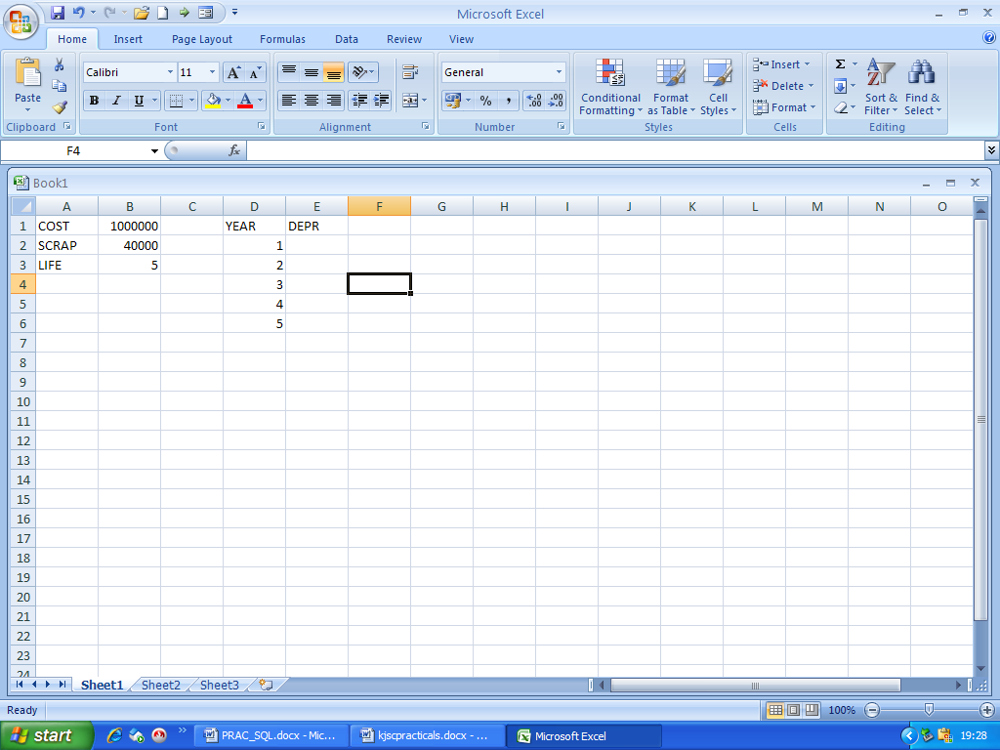 Microsoft Excel
Home Insert Page Layout Formulas Data Review View
Paste
Calibri 11
B I U
General
% ,
Conditional Formatting
Format as Table
Cell Styles
Insert
Delete
Format
Σ
Sort & Filter
Find & Select
Clipboard Font Alignment Number Styles Cells Editing
F4 fx
Book1
A B C D E F G H I J K L M N O
1 COST 1000000 YEAR DEPR
2 SCRAP 40000 1
3 LIFE 5 2
4 3
5 4
6 5
7
8
9
10
11
12
13
14
15
16
17
18
19
20
21
22
23
24
Sheet1 Sheet2 Sheet3
Ready 100%
start PRAC_SQL.docx - Mic... kjscpracticals.docx - ... Microsoft Excel 19:28